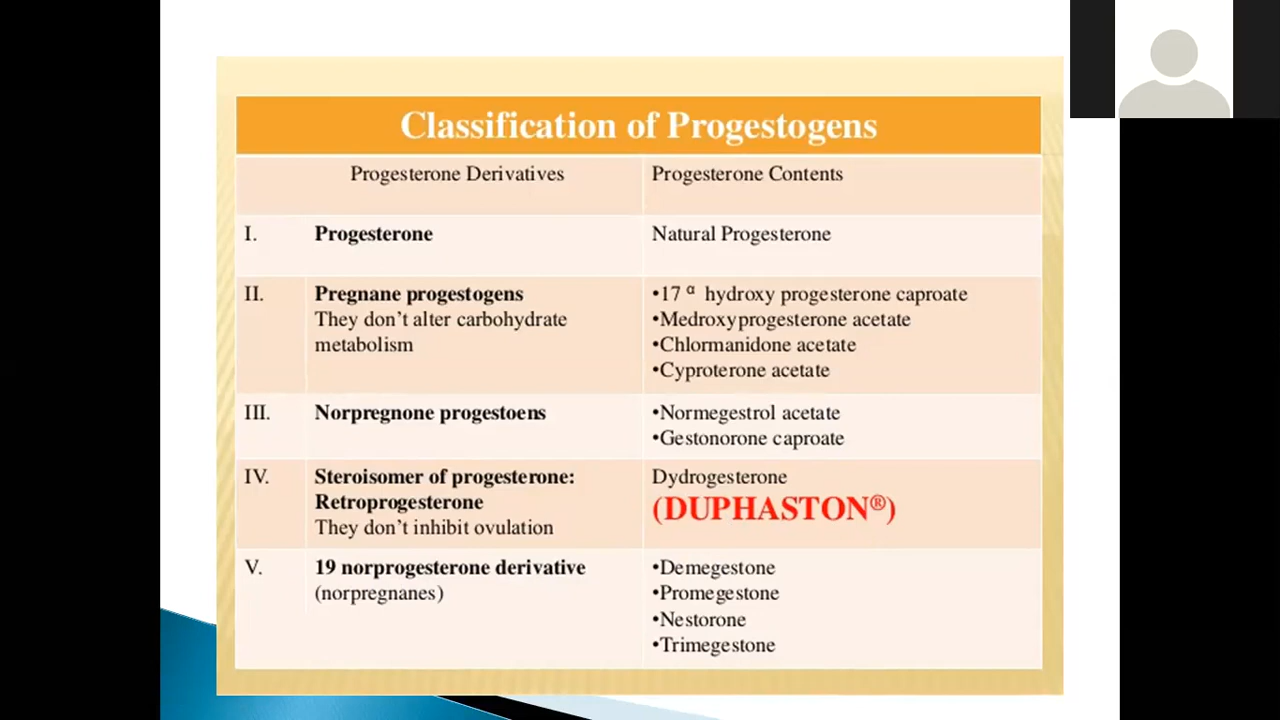 Classification of Progestogens
Progesterone Derivatives Progesterone Contents
I. Progesterone Natural Progesterone
II. Pregnane progestogens
They don't alter carbohydrate
metabolism
•17 α hydroxy progesterone caproate
•Medroxyprogesterone acetate
•Chlormanidone acetate
•Cyproterone acetate
III. Norpregnone progestoens
•Normegestrol acetate
•Gestonorone caproate
IV. Steroisomer of progesterone:
Retroprogesterone
They don't inhibit ovulation
Dydrogesterone
(DUPHASTON®)
V. 19 norprogesterone derivative
(norpregnanes)
•Demegestone
•Promegestone
•Nestorone
•Trimegestone